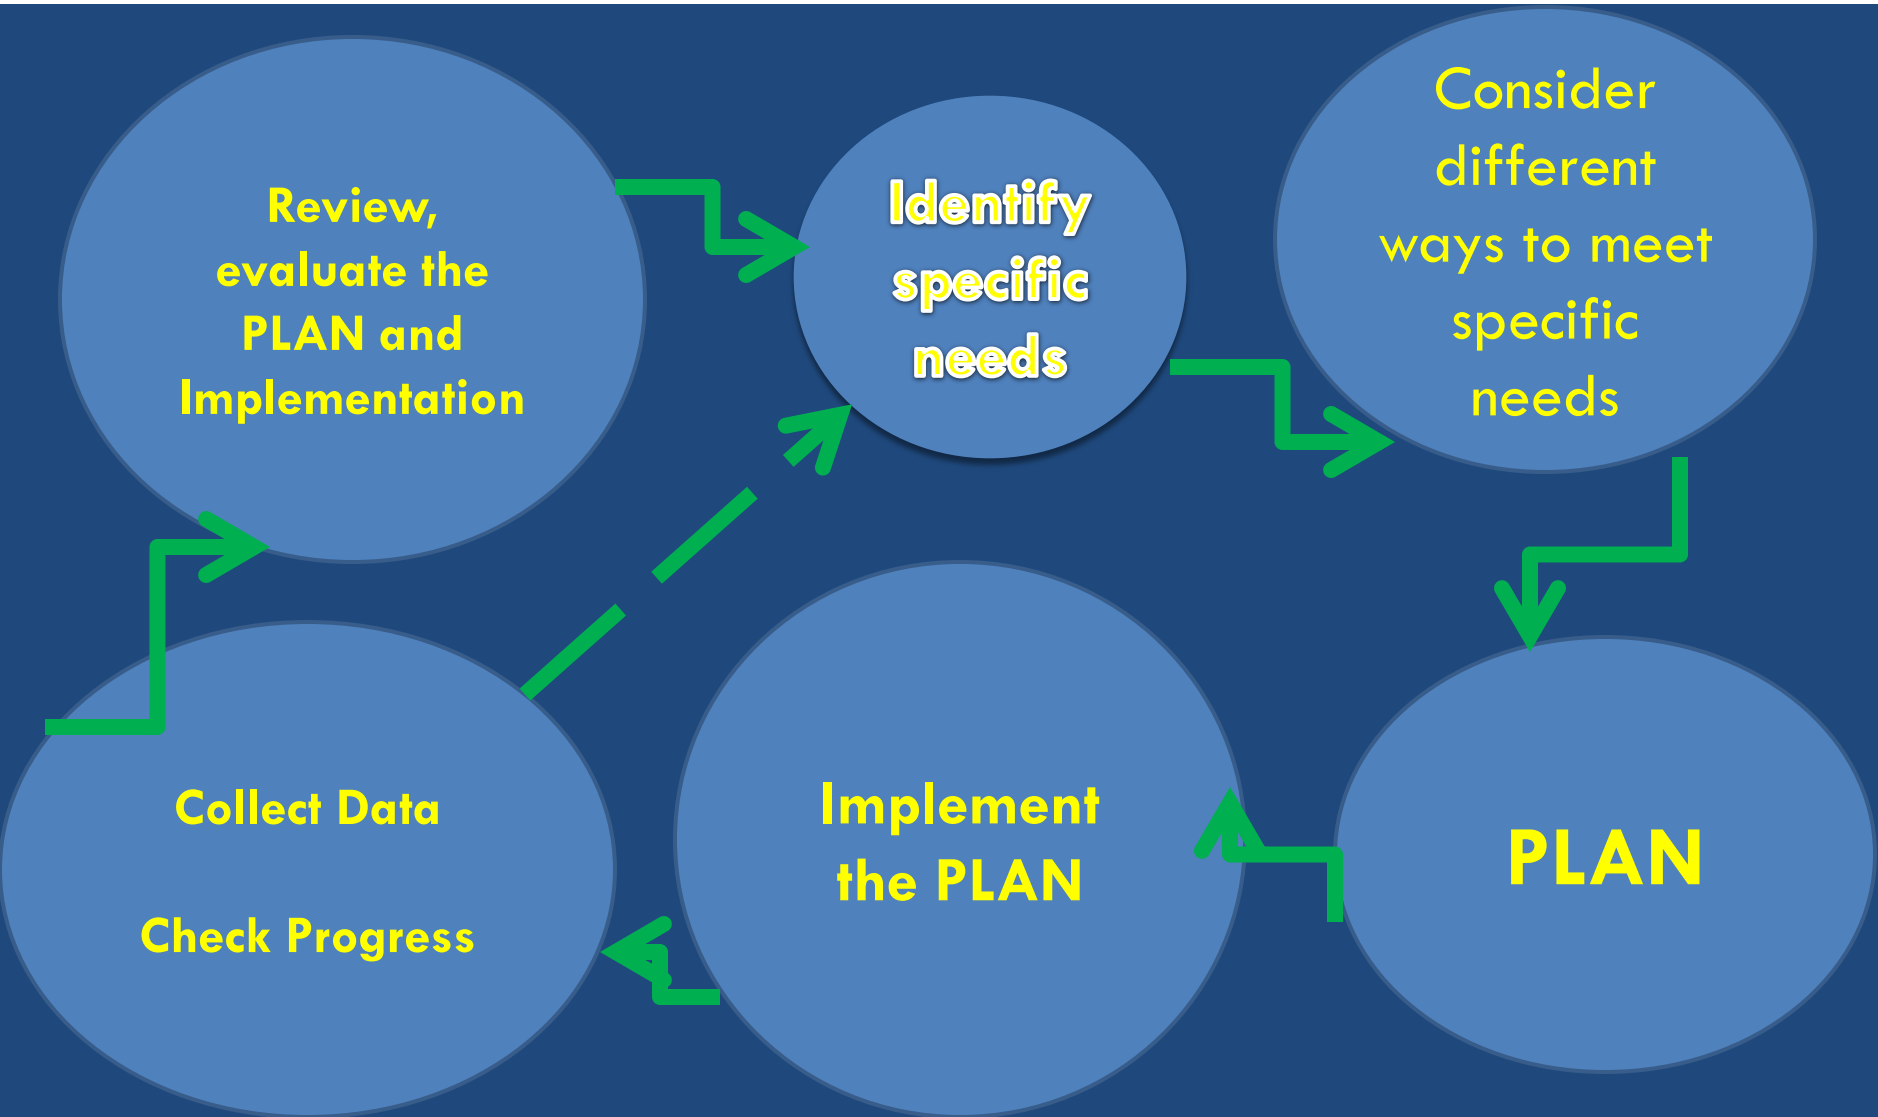 Review,
evaluate the
PLAN and
Implementation
Identify
specific
needs
Consider
different
ways to meet
specific
needs
Collect Data
Check Progress
Implement
the PLAN
PLAN